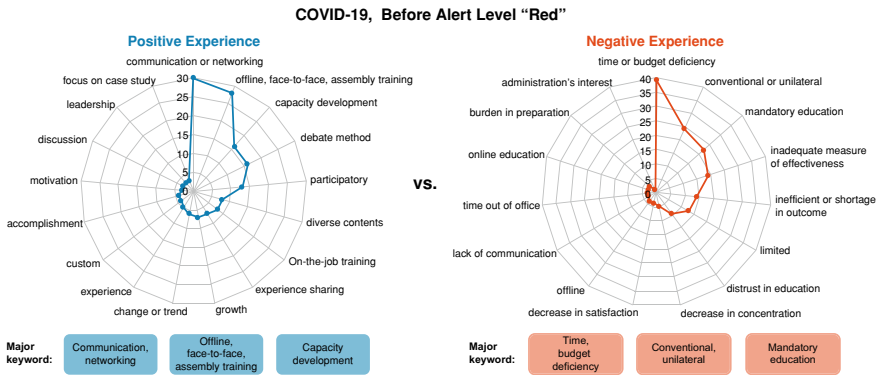 COVID-19, Before Alert Level “Red”
Positive Experience
communication or networking
offline, face-to-face, assembly training
capacity development
debate method
participatory
diverse contents
On-the-job training
experience sharing
growth
change or trend
experience
custom
accomplishment
motivation
discussion
leadership
focus on case study
30
25
20
15
10
5
0
Major
keyword:
Communication,
networking
Offline,
face-to-face,
assembly training
Capacity
development
vs.
Negative Experience
time or budget deficiency
conventional or unilateral
mandatory education
inadequate measure
of effectiveness
inefficient or shortage
in outcome
limited
distrust in education
decrease in concentration
decrease in satisfaction
offline
lack of communication
time out of office
online education
burden in preparation
administration’s interest
40
35
30
25
20
15
10
5
0
Major
keyword:
Time,
budget
deficiency
Conventional,
unilateral
Mandatory
education